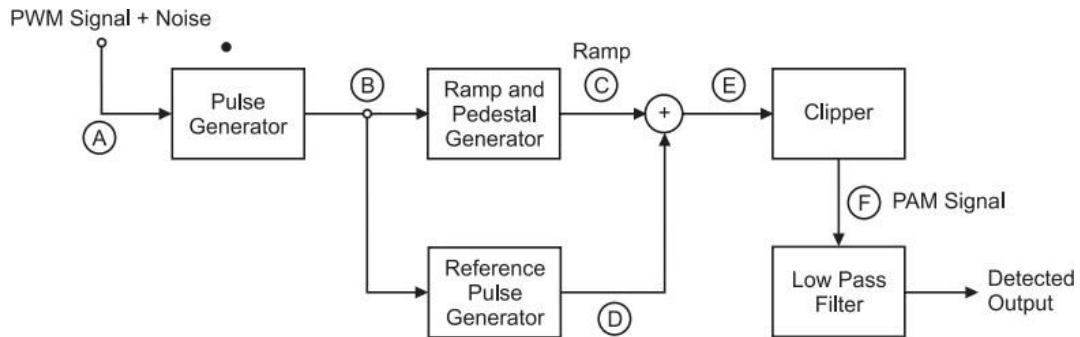 PWM Signal + Noise
A
Pulse
Generator
B
Ramp and
Pedestal
Generator
Ramp
C
+
E
Clipper
F
PAM Signal
Reference
Pulse
Generator
D
Low Pass
Filter
Detected
Output